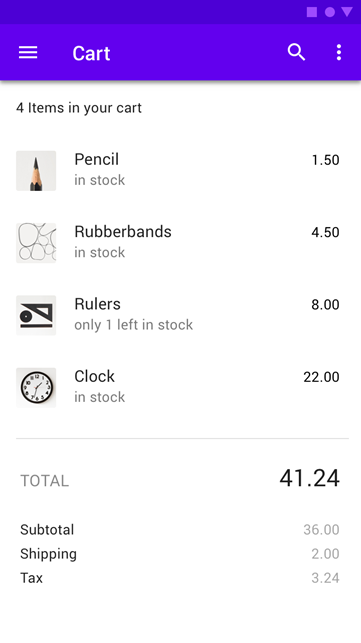 Cart
4 Items in your cart
Pencil 1.50
in stock
Rubberbands 4.50
in stock
Rulers 8.00
only 1 left in stock
Clock 22.00
in stock
TOTAL 41.24
Subtotal 36.00
Shipping 2.00
Tax 3.24